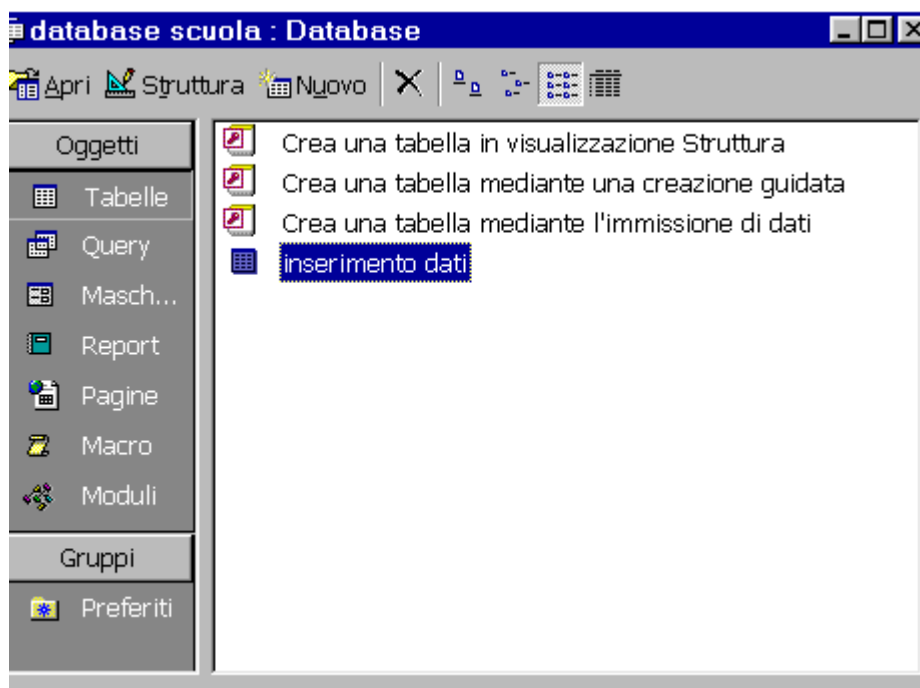 database scuola : Database
Apri Struttura Nuovo
Oggetti
Tabelle
Query
Masch...
Report
Pagine
Macro
Moduli
Gruppi
Preferiti
Crea una tabella in visualizzazione Struttura
Crea una tabella mediante una creazione guidata
Crea una tabella mediante l'immissione di dati
inserimento dati